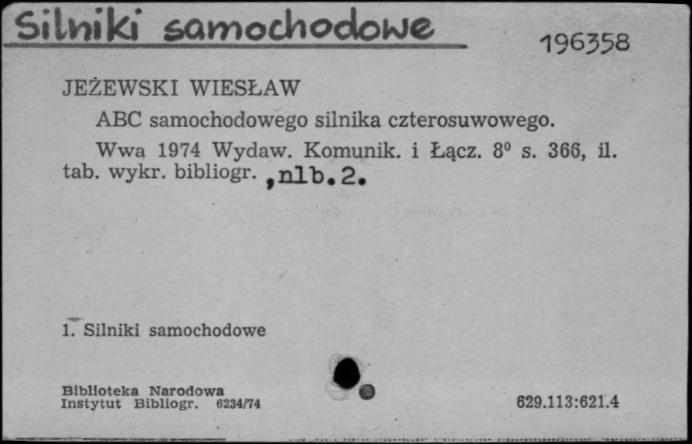 Silniki samochodowe
196358
JEŻEWSKI WIESŁAW
ABC samochodowego silnika czterosuwowego.
Wwa 1974 Wydaw. Komunik. i Łącz. 8⁰ s. 366, il.
tab. wykr. bibliogr. ,nlb.2.
1. Silniki samochodowe
Biblioteka Narodowa
Instytut Bibliogr. 6234/74
629.113:621.4